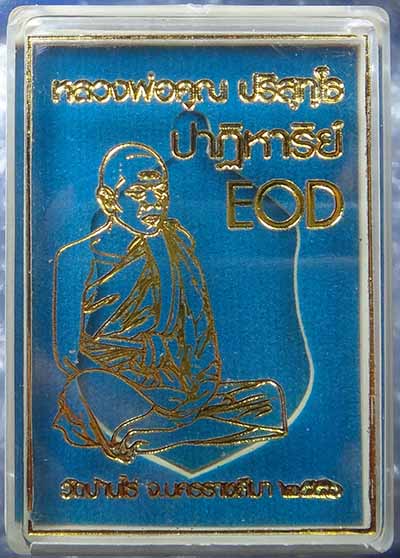 หลวงพ่อคูณ ปริสุทฺโธ
ปาฏิหาริย์
EOD
วัดบ้านไร่ จ.นครราชสีมา ๒๕๕๖